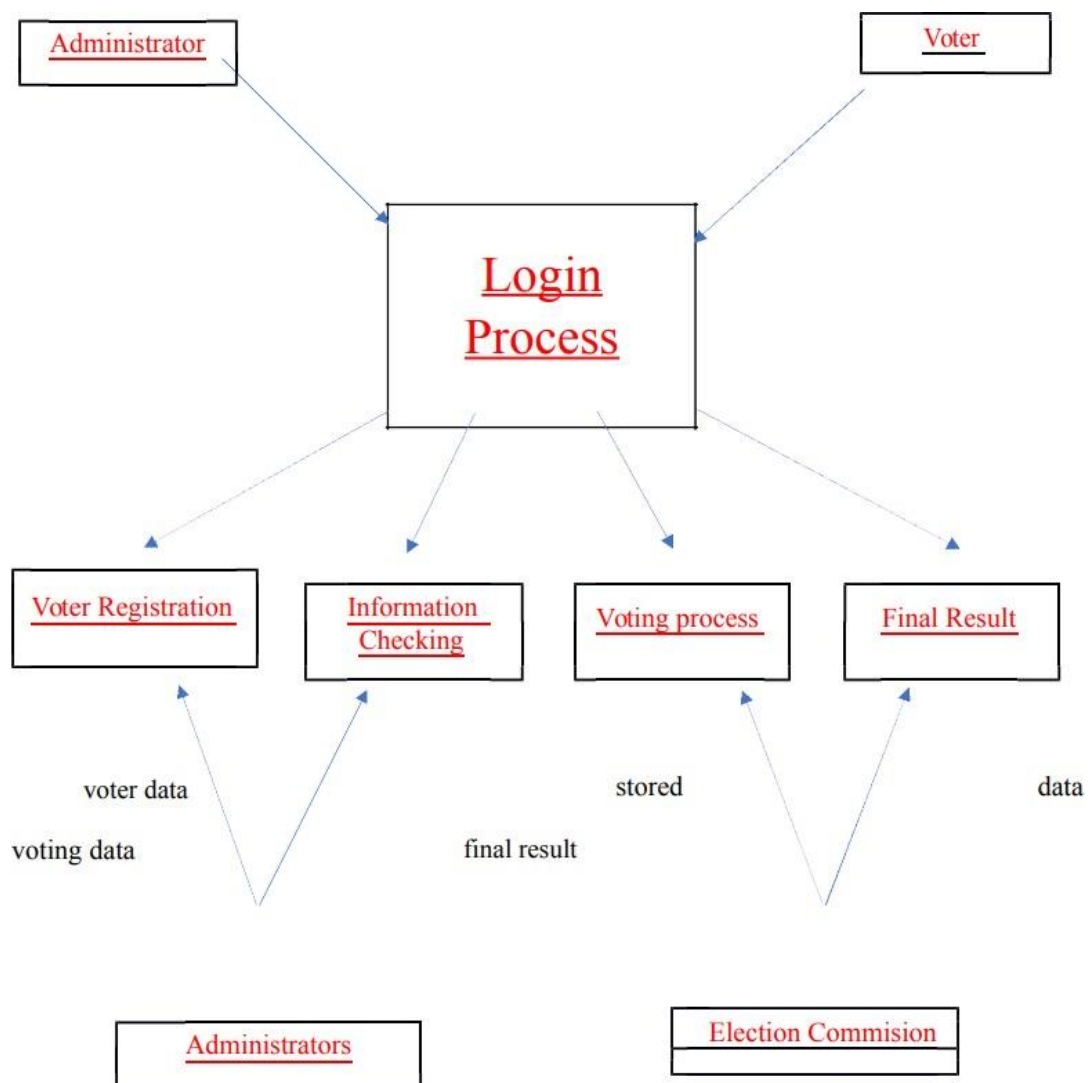 Administrator
Voter
Login
Process
Voter Registration
Information
Checking
Voting process
Final Result
voter data
stored
data
voting data
final result
Administrators
Election Commision